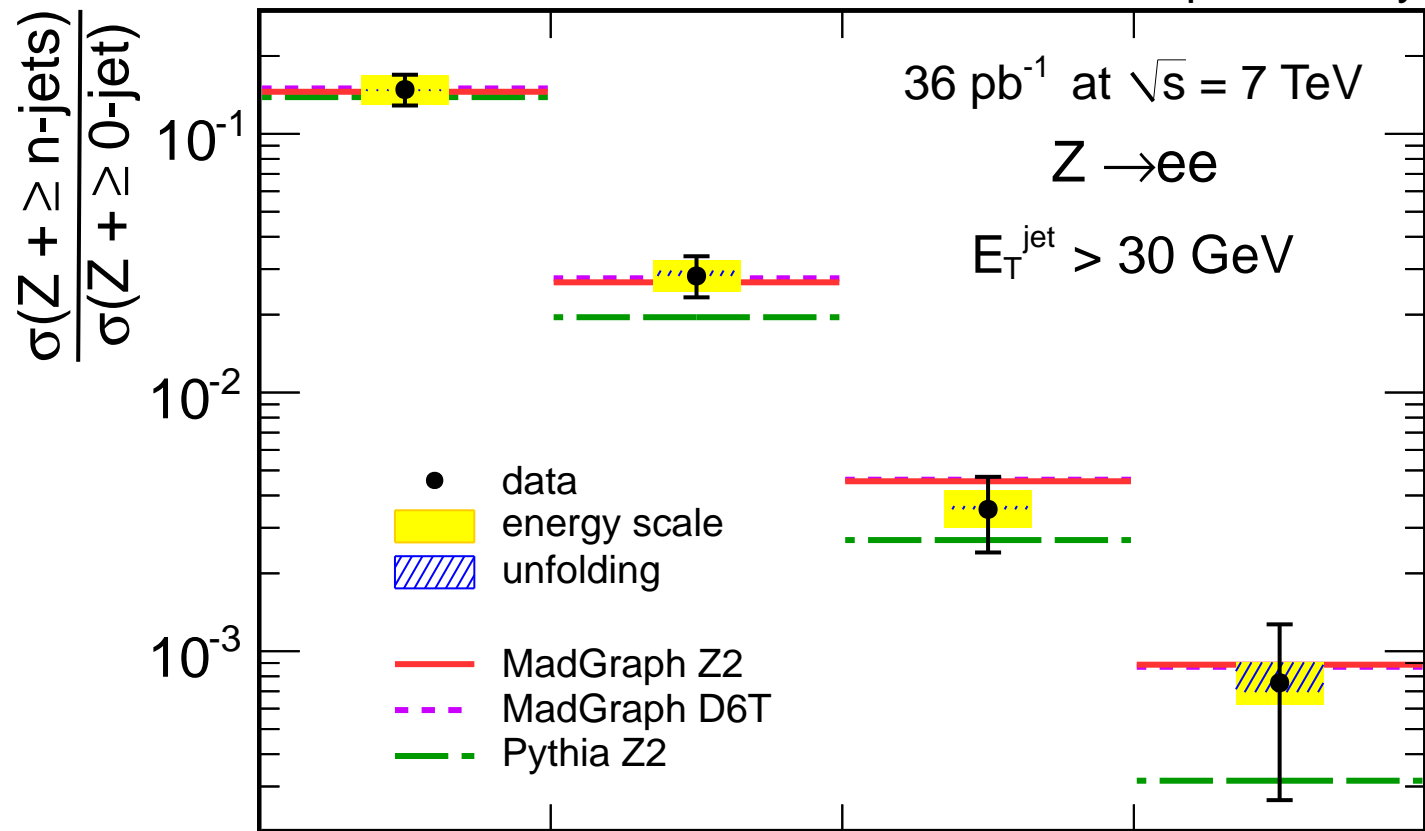 σ(Z + ≥ n-jets)
σ(Z + ≥ 0-jet)
10⁻¹
10⁻²
10⁻³
36 pb⁻¹ at √s = 7 TeV
Z →ee
E_T^jet > 30 GeV
data
energy scale
unfolding
MadGraph Z2
MadGraph D6T
Pythia Z2